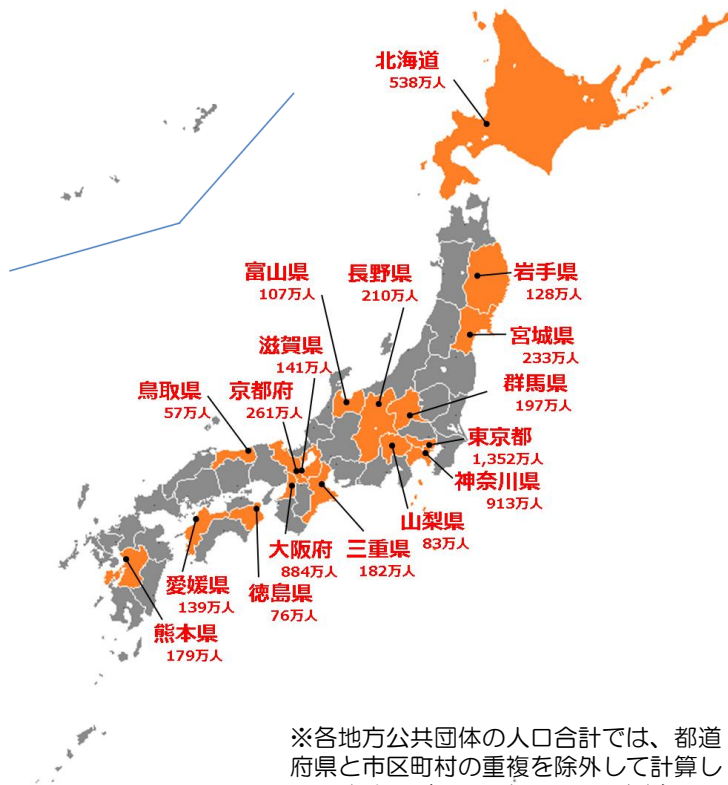 北海道
538万人
富山県
107万人
長野県
210万人
岩手県
128万人
滋賀県
141万人
宮城県
233万人
鳥取県
57万人
京都府
261万人
群馬県
197万人
東京都
1,352万人
神奈川県
913万人
山梨県
83万人
大阪府
884万人
三重県
182万人
愛媛県
139万人
徳島県
76万人
熊本県
179万人
※各地方公共団体の人口合計では、都道
府県と市区町村の重複を除外して計算し